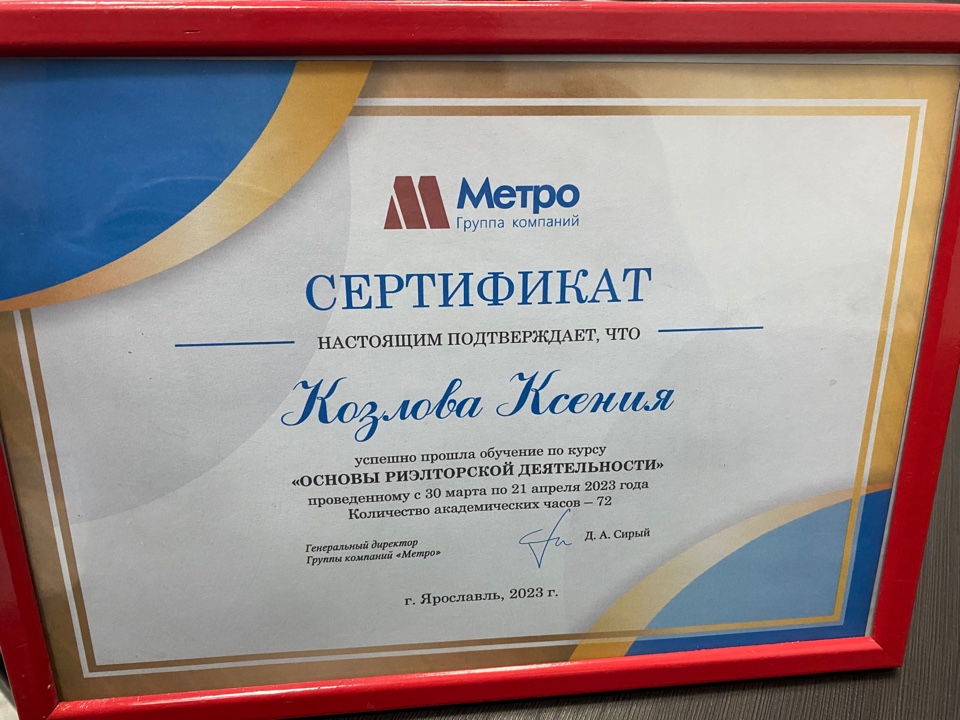 Метро
Группа компаний
СЕРТИФИКАТ
НАСТОЯЩИМ ПОДТВЕРЖДАЕТ, ЧТО
Козлова Ксения
успешно прошла обучение по курсу
«ОСНОВЫ РИЭЛТОРСКОЙ ДЕЯТЕЛЬНОСТИ»
проведенному с 30 марта по 21 апреля 2023 года
Количество академических часов – 72
Генеральный директор
Группы компаний «Метро»
Д. А. Сирый
г. Ярославль, 2023 г.